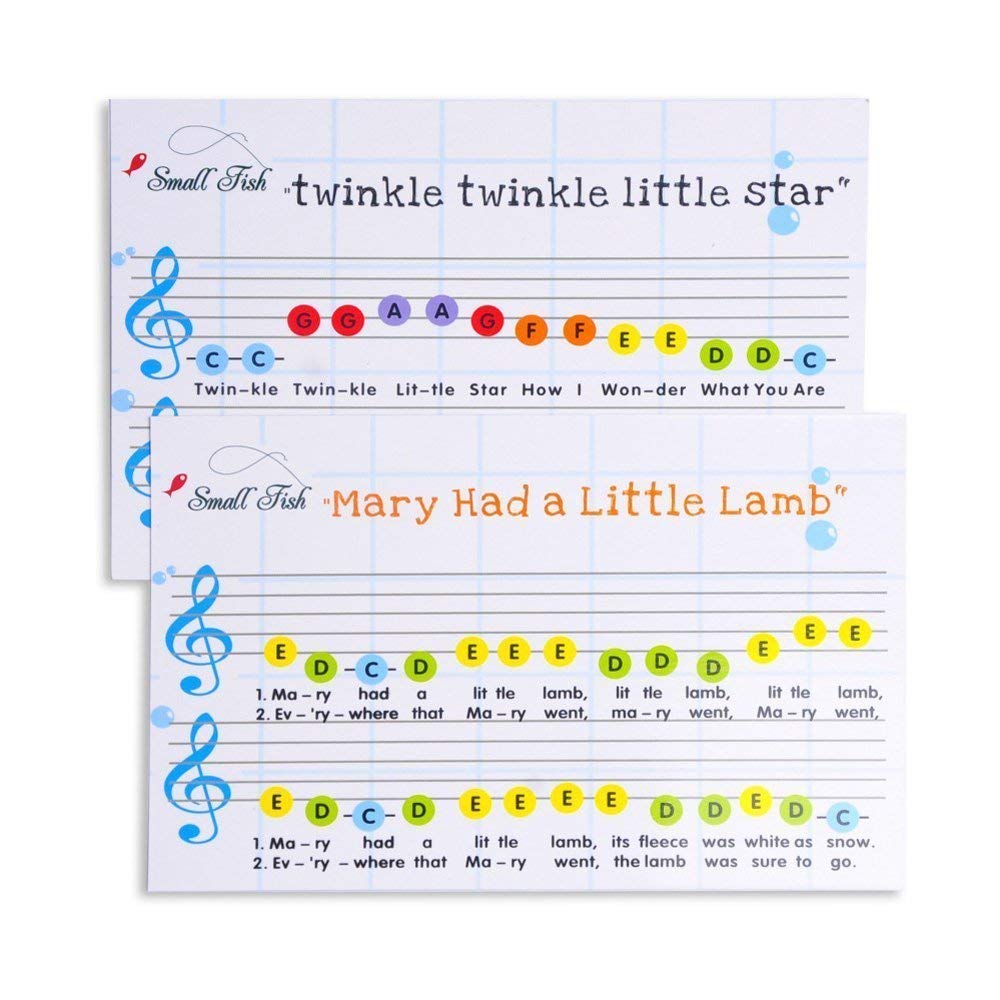 Small Fish
"twinkle twinkle little star"
C C G G A A G F F E E D D C
Twin-kle Twin-kle Lit-tle Star How I Won-der What You Are
Small Fish
"Mary Had a Little Lamb"
E D C D E E E D D D E E E
1. Ma - ry had a lit tle lamb, lit tle lamb, lit tle lamb,
2. Ev - 'ry - where that Ma - ry went, ma - ry went, Ma - ry went,
E D C D E E E E D D E D C
1. Ma - ry had a lit tle lamb, its fleece was white as snow.
2. Ev - 'ry - where that Ma - ry went, the lamb was sure to go.